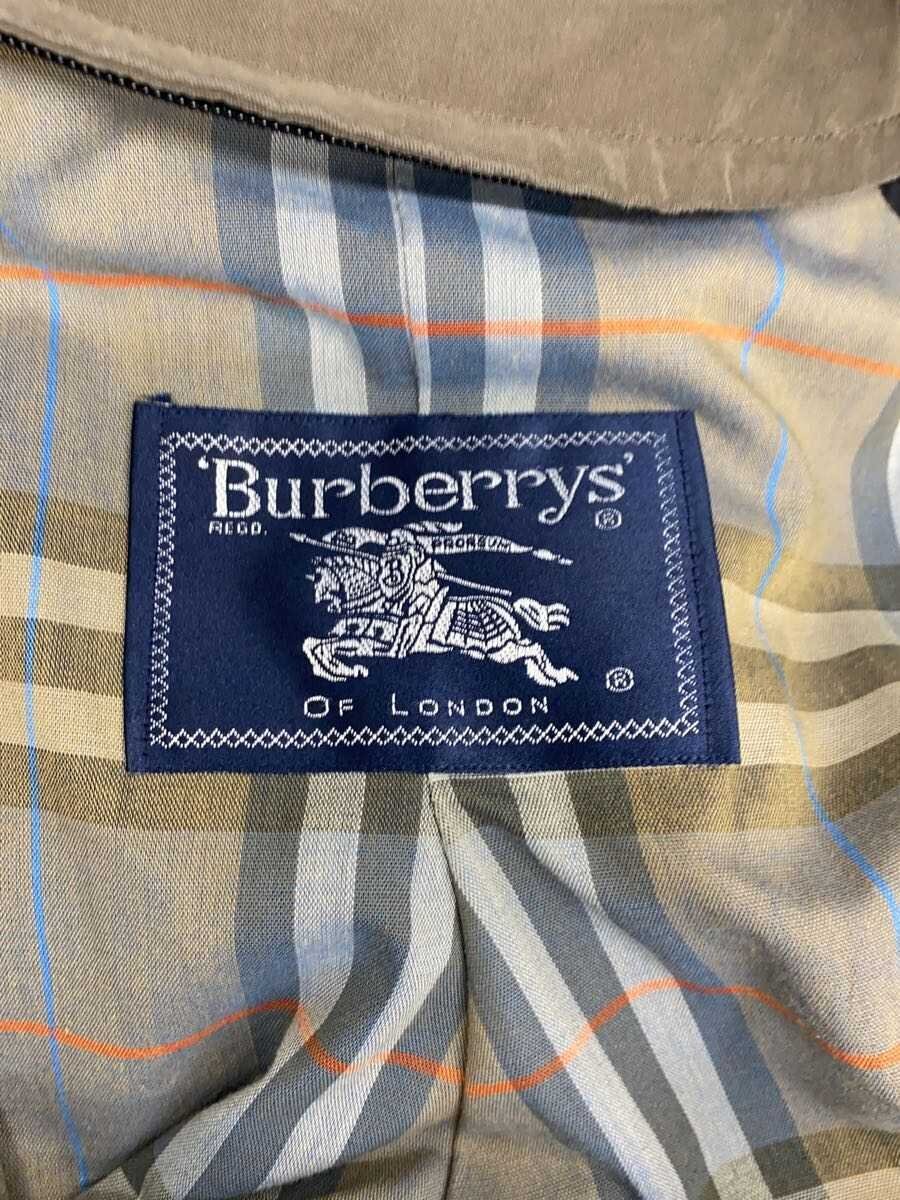 'Burberrys'
REGD. ®
PRORSUM
®
OF LONDON